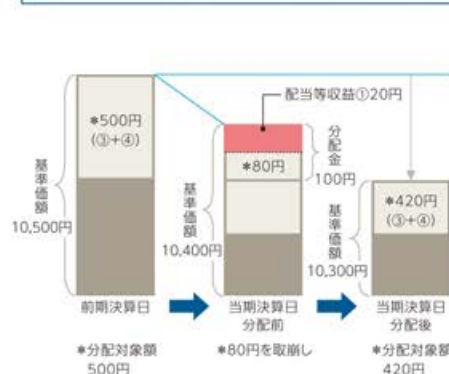 *500円
(③+④)
基準価額
10,500円
前期決算日
*分配対象額
500円
配当等収益①20円
*80円
分配金
100円
基準価額
10,400円
当期決算日
分配前
*80円を取崩し
*420円
(③+④)
基準価額
10,300円
当期決算日
分配後
*分配対象額
420円